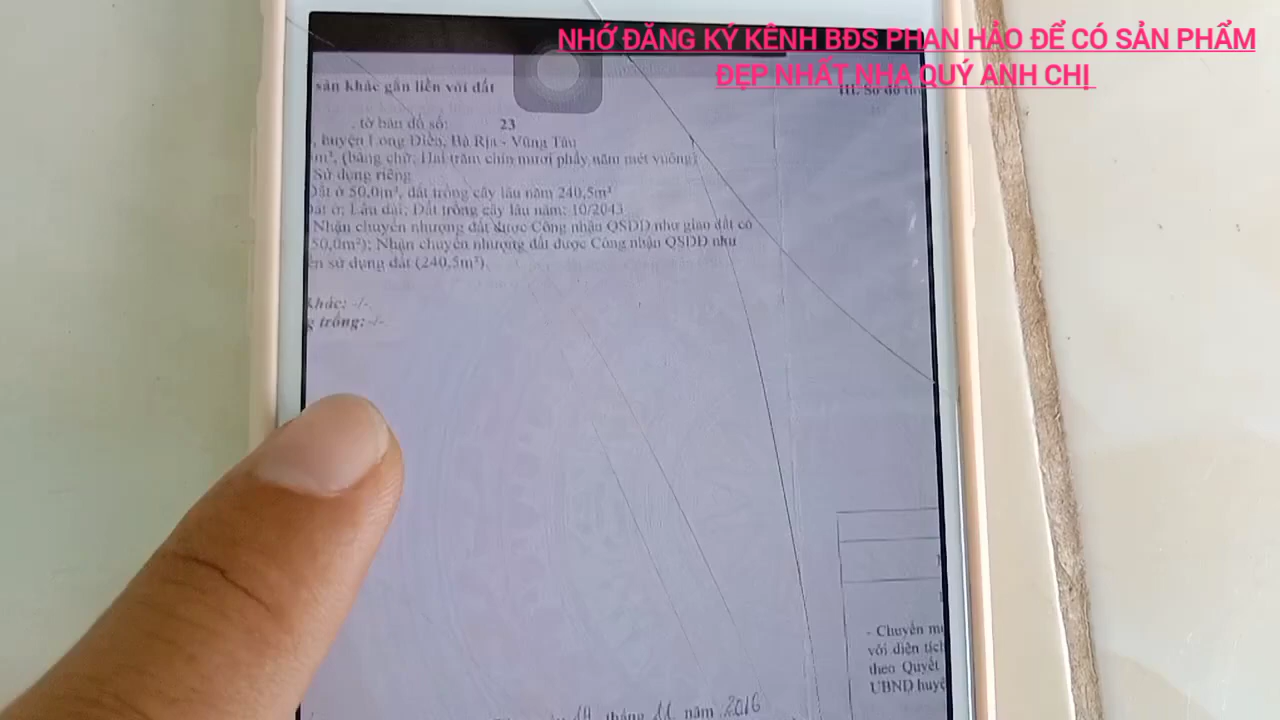 NHỚ ĐĂNG KÝ KÊNH BĐS PHAN HẢO ĐỂ CÓ SẢN PHẨM
ĐẸP NHẤT NHA QUÝ ANH CHỊ
sản khác gắn liền với đất
III. Sơ đồ
tờ bản đồ số: 23
, huyện Long Điền, Bà Rịa - Vũng Tàu
m², (bằng chữ: Hai trăm chín mươi phẩy năm mét vuông)
Sử dụng riêng
Đất ở 50,0m², đất trồng cây lâu năm 240,5m²
Đất ở: Lâu dài; Đất trồng cây lâu năm: 10/2043
Nhận chuyển nhượng đất được Công nhận QSDĐ như giao đất có
50,0m²); Nhận chuyển nhượng đất được Công nhận QSDĐ như
sử dụng đất (240,5m²).
khác: -/-.
trồng: -/-
- Chuyển
với diện tích
theo Quyết
UBND
14 tháng 11 năm 2016